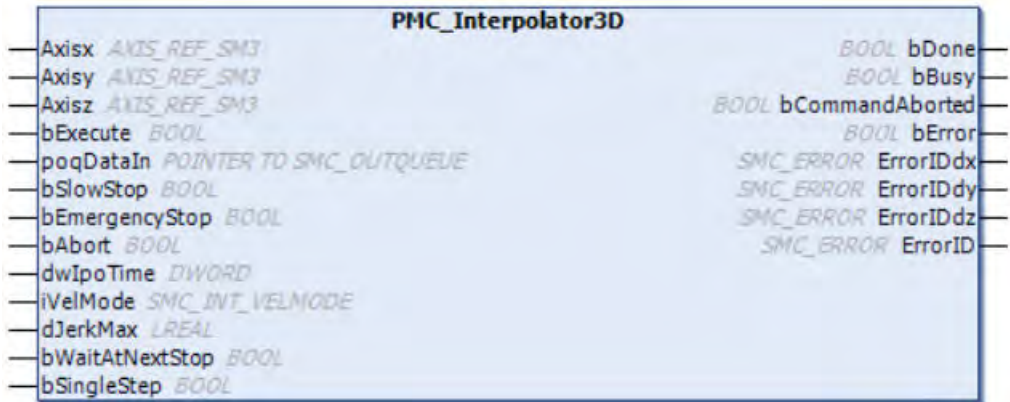 PMC_Interpolator3D
Axisx AXIS_REF_SM3 BOOL bDone
Axisy AXIS_REF_SM3 BOOL bBusy
Axisz AXIS_REF_SM3 BOOL bCommandAborted
bExecute BOOL BOOL bError
poqDataIn POINTER TO SMC_OUTQUEUE SMC_ERROR ErrorIDdx
bSlowStop BOOL SMC_ERROR ErrorIDdy
bEmergencyStop BOOL SMC_ERROR ErrorIDdz
bAbort BOOL SMC_ERROR ErrorID
dwIpoTime DWORD
iVelMode SMC_INT_VELMODE
dJerkMax LREAL
bWaitAtNextStop BOOL
bSingleStep BOOL